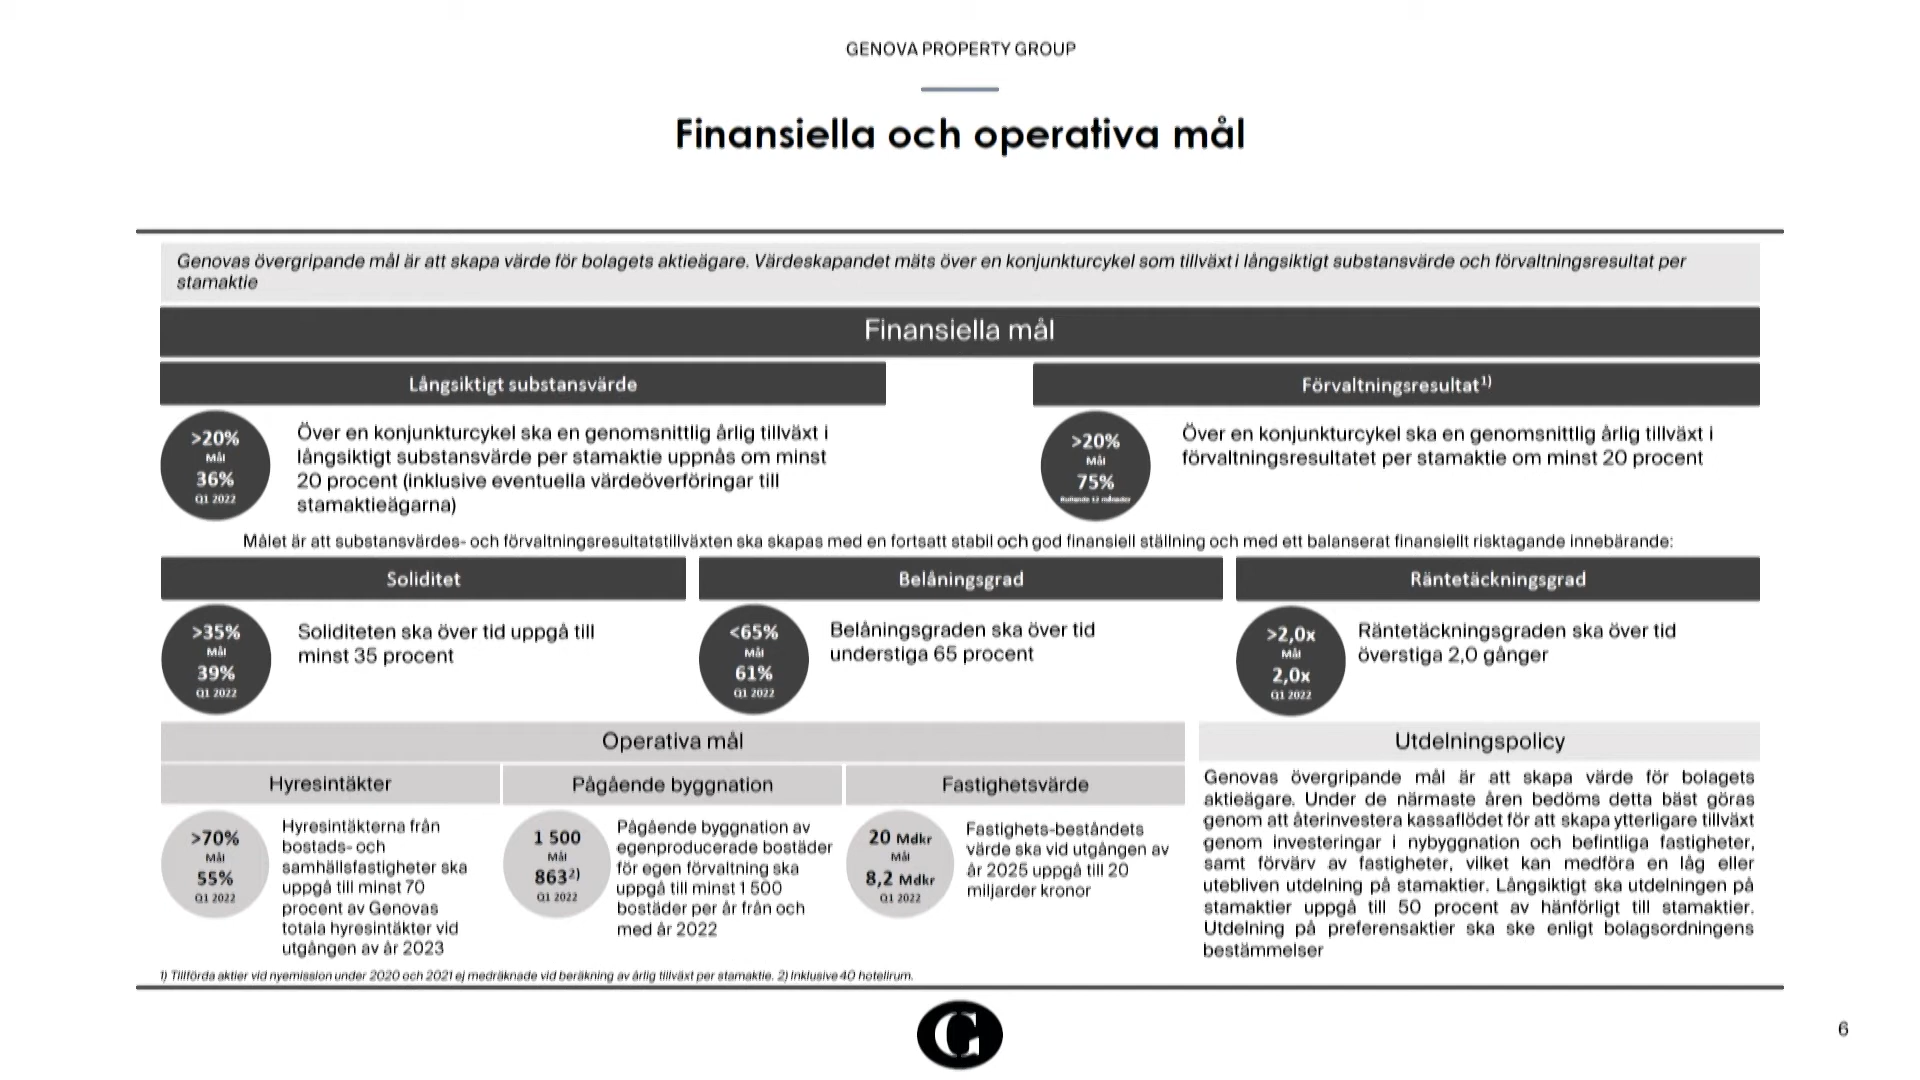 GENOVA PROPERTY GROUP
Finansiella och operativa mål
Genovas övergripande mål är att skapa värde för bolagets aktieägare. Värdeskapandet mäts över en konjunkturcykel som tillväxt i långsiktigt substansvärde och förvaltningsresultat per
stamaktie
Finansiella mål
Långsiktigt substansvärde
>20%
Mål
36%
Q1 2022
Över en konjunkturcykel ska en genomsnittlig årlig tillväxt i
långsiktigt substansvärde per stamaktie uppnås om minst
20 procent (inklusive eventuella värdeöverföringar till
stamaktieägarna)
Förvaltningsresultat1)
>20%
Mål
75%
Rullande 12 månader
Över en konjunkturcykel ska en genomsnittlig årlig tillväxt i
förvaltningsresultatet per stamaktie om minst 20 procent
Målet är att substansvärdes- och förvaltningsresultatstillväxten ska skapas med en fortsatt stabil och god finansiell ställning och med ett balanserat finansiellt risktagande innebärande:
Soliditet
>35%
Mål
39%
Q1 2022
Soliditeten ska över tid uppgå till
minst 35 procent
Belåningsgrad
<65%
Mål
61%
Q1 2022
Belåningsgraden ska över tid
understiga 65 procent
Räntetäckningsgrad
>2,0x
Mål
2,0x
Q1 2022
Räntetäckningsgraden ska över tid
överstiga 2,0 gånger
Operativa mål
Hyresintäkter
>70%
Mål
55%
Q1 2022
Hyresintäkterna från
bostads- och
samhällsfastigheter ska
uppgå till minst 70
procent av Genovas
totala hyresintäkter vid
utgången av år 2023
Pågående byggnation
1 500
Mål
8632)
Q1 2022
Pågående byggnation av
egenproducerade bostäder
för egen förvaltning ska
uppgå till minst 1 500
bostäder per år från och
med år 2022
Fastighetsvärde
20 Mdkr
Mål
8,2 Mdkr
Q1 2022
Fastighets-beståndets
värde ska vid utgången av
år 2025 uppgå till 20
miljarder kronor
Utdelningspolicy
Genovas övergripande mål är att skapa värde för bolagets
aktieägare. Under de närmaste åren bedöms detta bäst göras
genom att återinvestera kassaflödet för att skapa ytterligare tillväxt
genom investeringar i nybyggnation och befintliga fastigheter,
samt förvärv av fastigheter, vilket kan medföra en låg eller
utebliven utdelning på stamaktier. Långsiktigt ska utdelningen på
stamaktier uppgå till 50 procent av hänförligt till stamaktier.
Utdelning på preferensaktier ska ske enligt bolagsordningens
bestämmelser
1) Tillförda aktier vid nyemission under 2020 och 2021 ej medräknade vid beräkning av årlig tillväxt per stamaktie. 2) Inklusive 40 hotellrum.
G
6